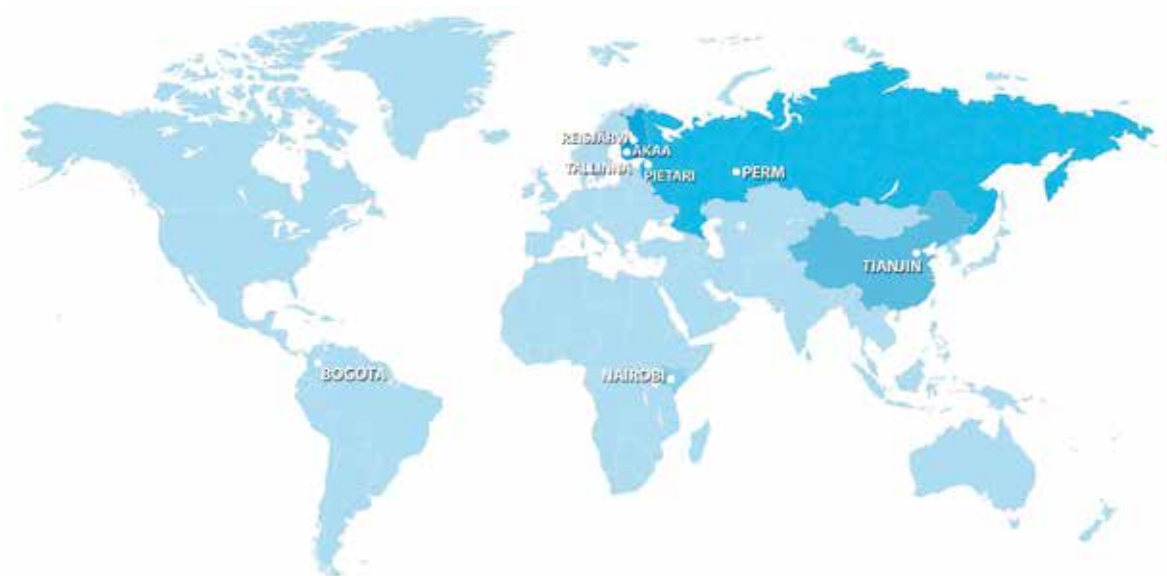 REISJÄRVI
AKAA
TALLINNA
PIETARI
PERM
TIANJIN
BOGOTA
NAIROBI